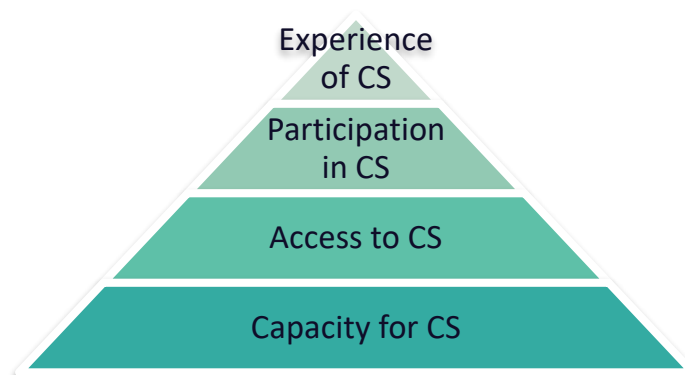 Experience
of CS
Participation
in CS
Access to CS
Capacity for CS